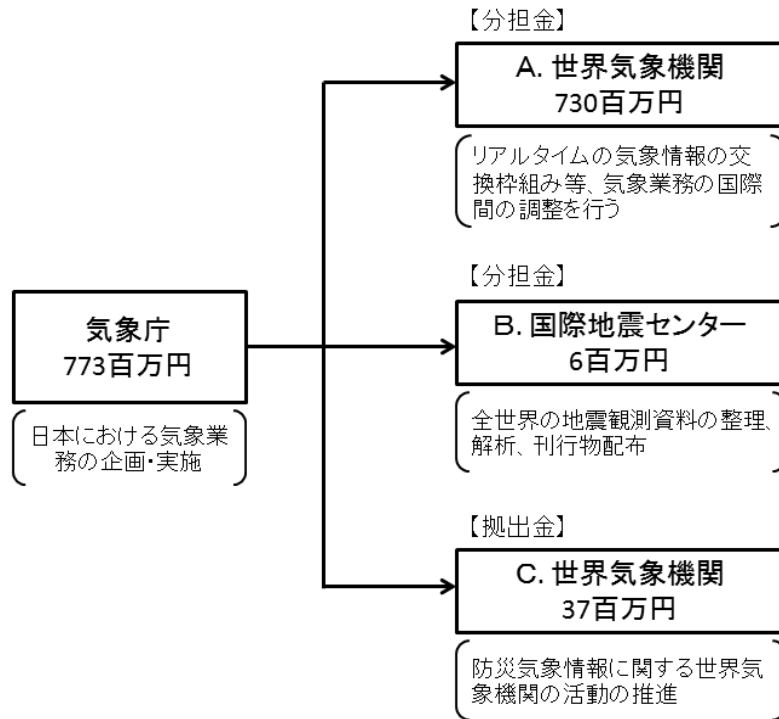 【分担金】
A. 世界気象機関
730百万円
リアルタイムの気象情報の交
換枠組み等、気象業務の国際
間の調整を行う
【分担金】
気象庁
773百万円
日本における気象業
務の企画・実施
B. 国際地震センター
6百万円
全世界の地震観測資料の整理、
解析、刊行物配布
【拠出金】
C. 世界気象機関
37百万円
防災気象情報に関する世界気
象機関の活動の推進